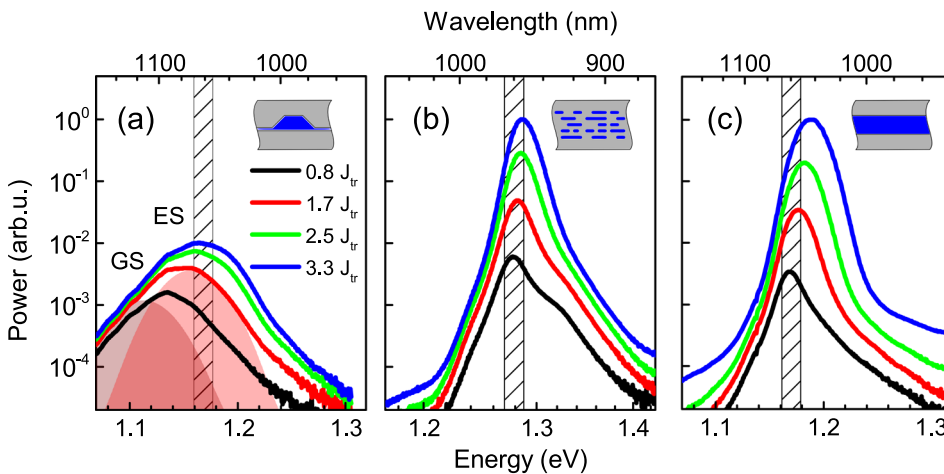 Wavelength (nm)
1100 1000 1000 900 1100 1000
(a) (b) (c)
10^0
10^-1
10^-2
10^-3
10^-4
Power (arb.u.)
0.8 J_tr
1.7 J_tr
2.5 J_tr
3.3 J_tr
ES
GS
1.1 1.2 1.3 1.2 1.3 1.4 1.1 1.2 1.3
Energy (eV)